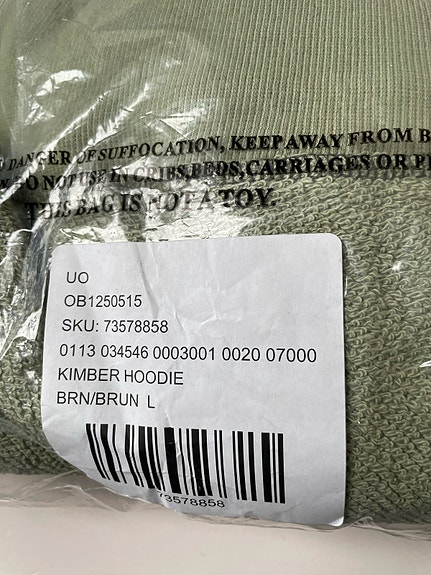 DANGER OF SUFFOCATION, KEEP AWAY FROM B
DO NOT USE IN CRIBS, BEDS, CARRIAGES OR P
THIS BAG IS NOT A TOY.
UO
OB1250515
SKU: 73578858
0113 034546 0003001 0020 07000
KIMBER HOODIE
BRN/BRUN L
73578858